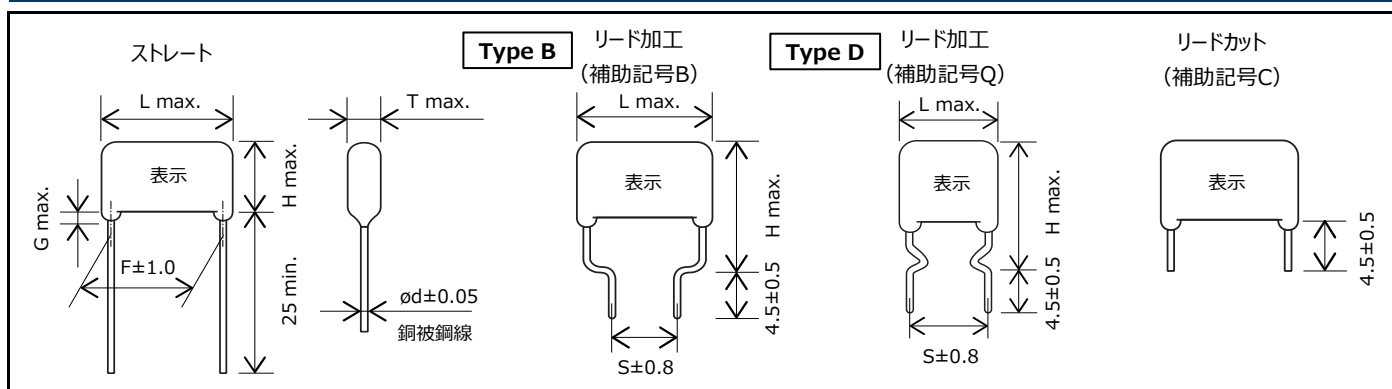 ストレート
L max.
T max.
表示
H max.
G max.
F±1.0
25 min.
ød±0.05
銅被鋼線
Type B
リード加工
(補助記号B)
L max.
表示
H max.
4.5±0.5
S±0.8
Type D
リード加工
(補助記号Q)
L max.
表示
H max.
4.5±0.5
S±0.8
リードカット
(補助記号C)
表示
4.5±0.5